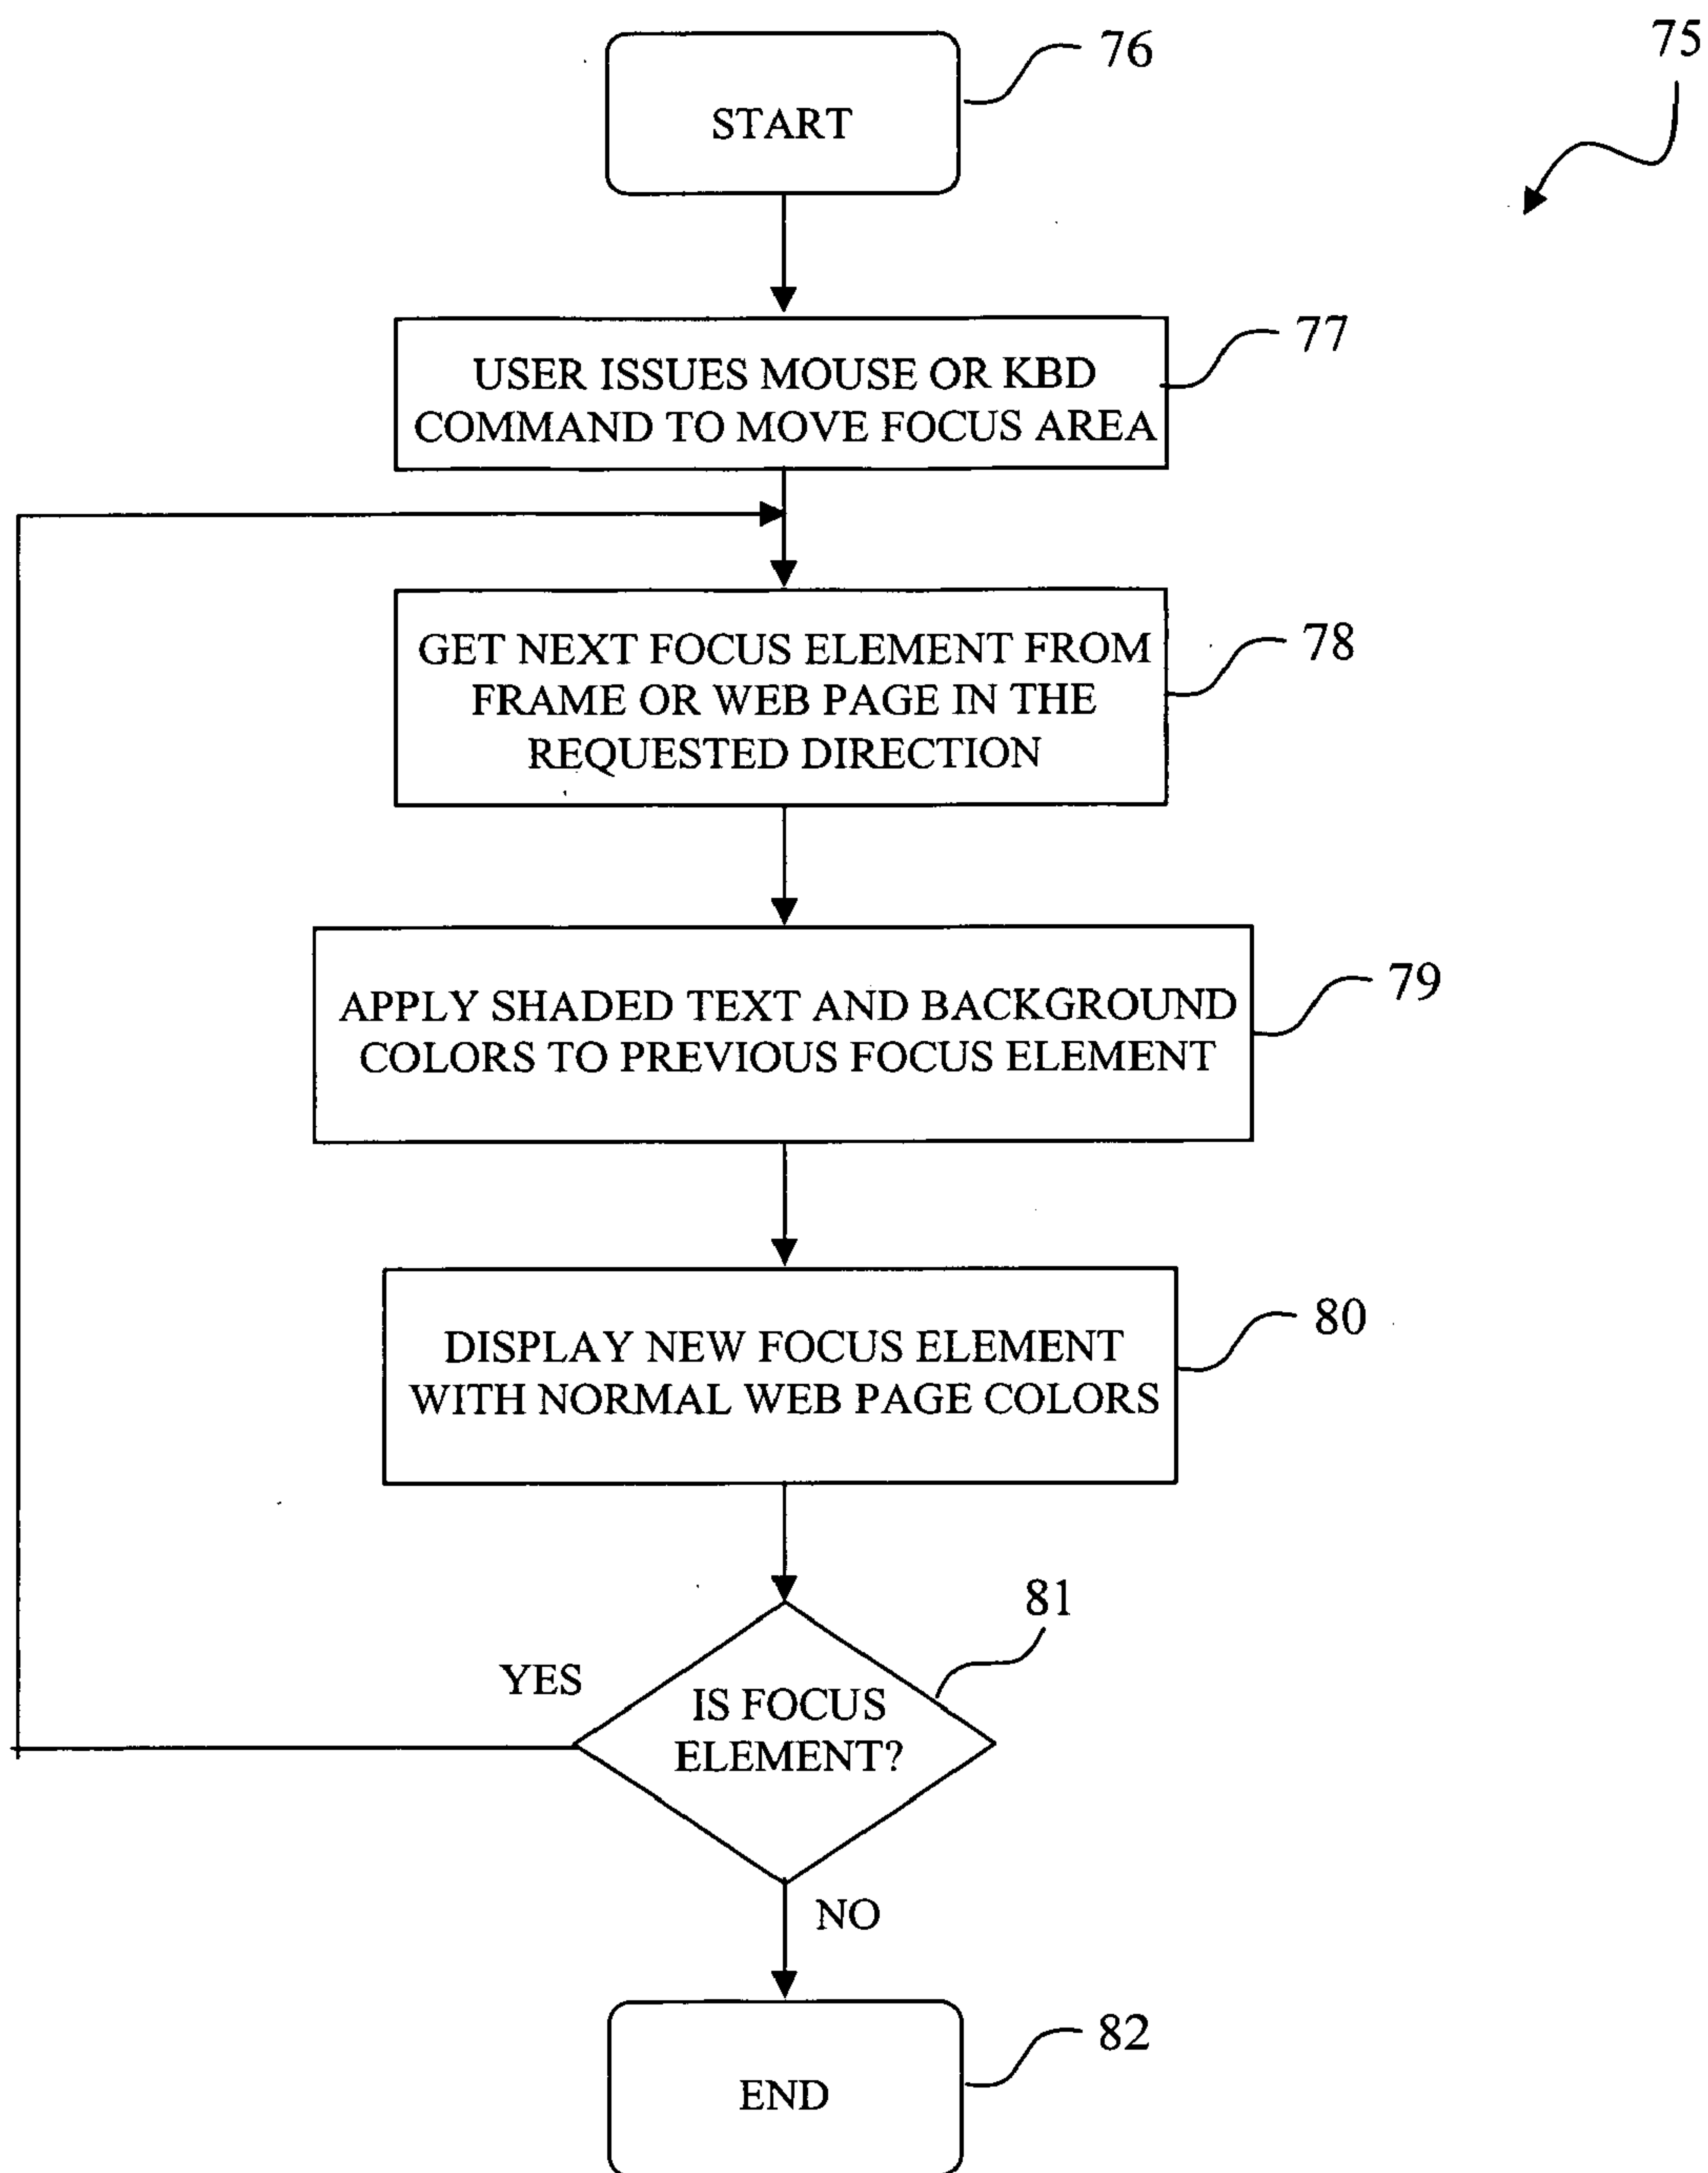 75
76
START
77
USER ISSUES MOUSE OR KBD
COMMAND TO MOVE FOCUS AREA
78
GET NEXT FOCUS ELEMENT FROM
FRAME OR WEB PAGE IN THE
REQUESTED DIRECTION
79
APPLY SHADED TEXT AND BACKGROUND
COLORS TO PREVIOUS FOCUS ELEMENT
80
DISPLAY NEW FOCUS ELEMENT
WITH NORMAL WEB PAGE COLORS
81
YES
IS FOCUS
ELEMENT?
NO
82
END